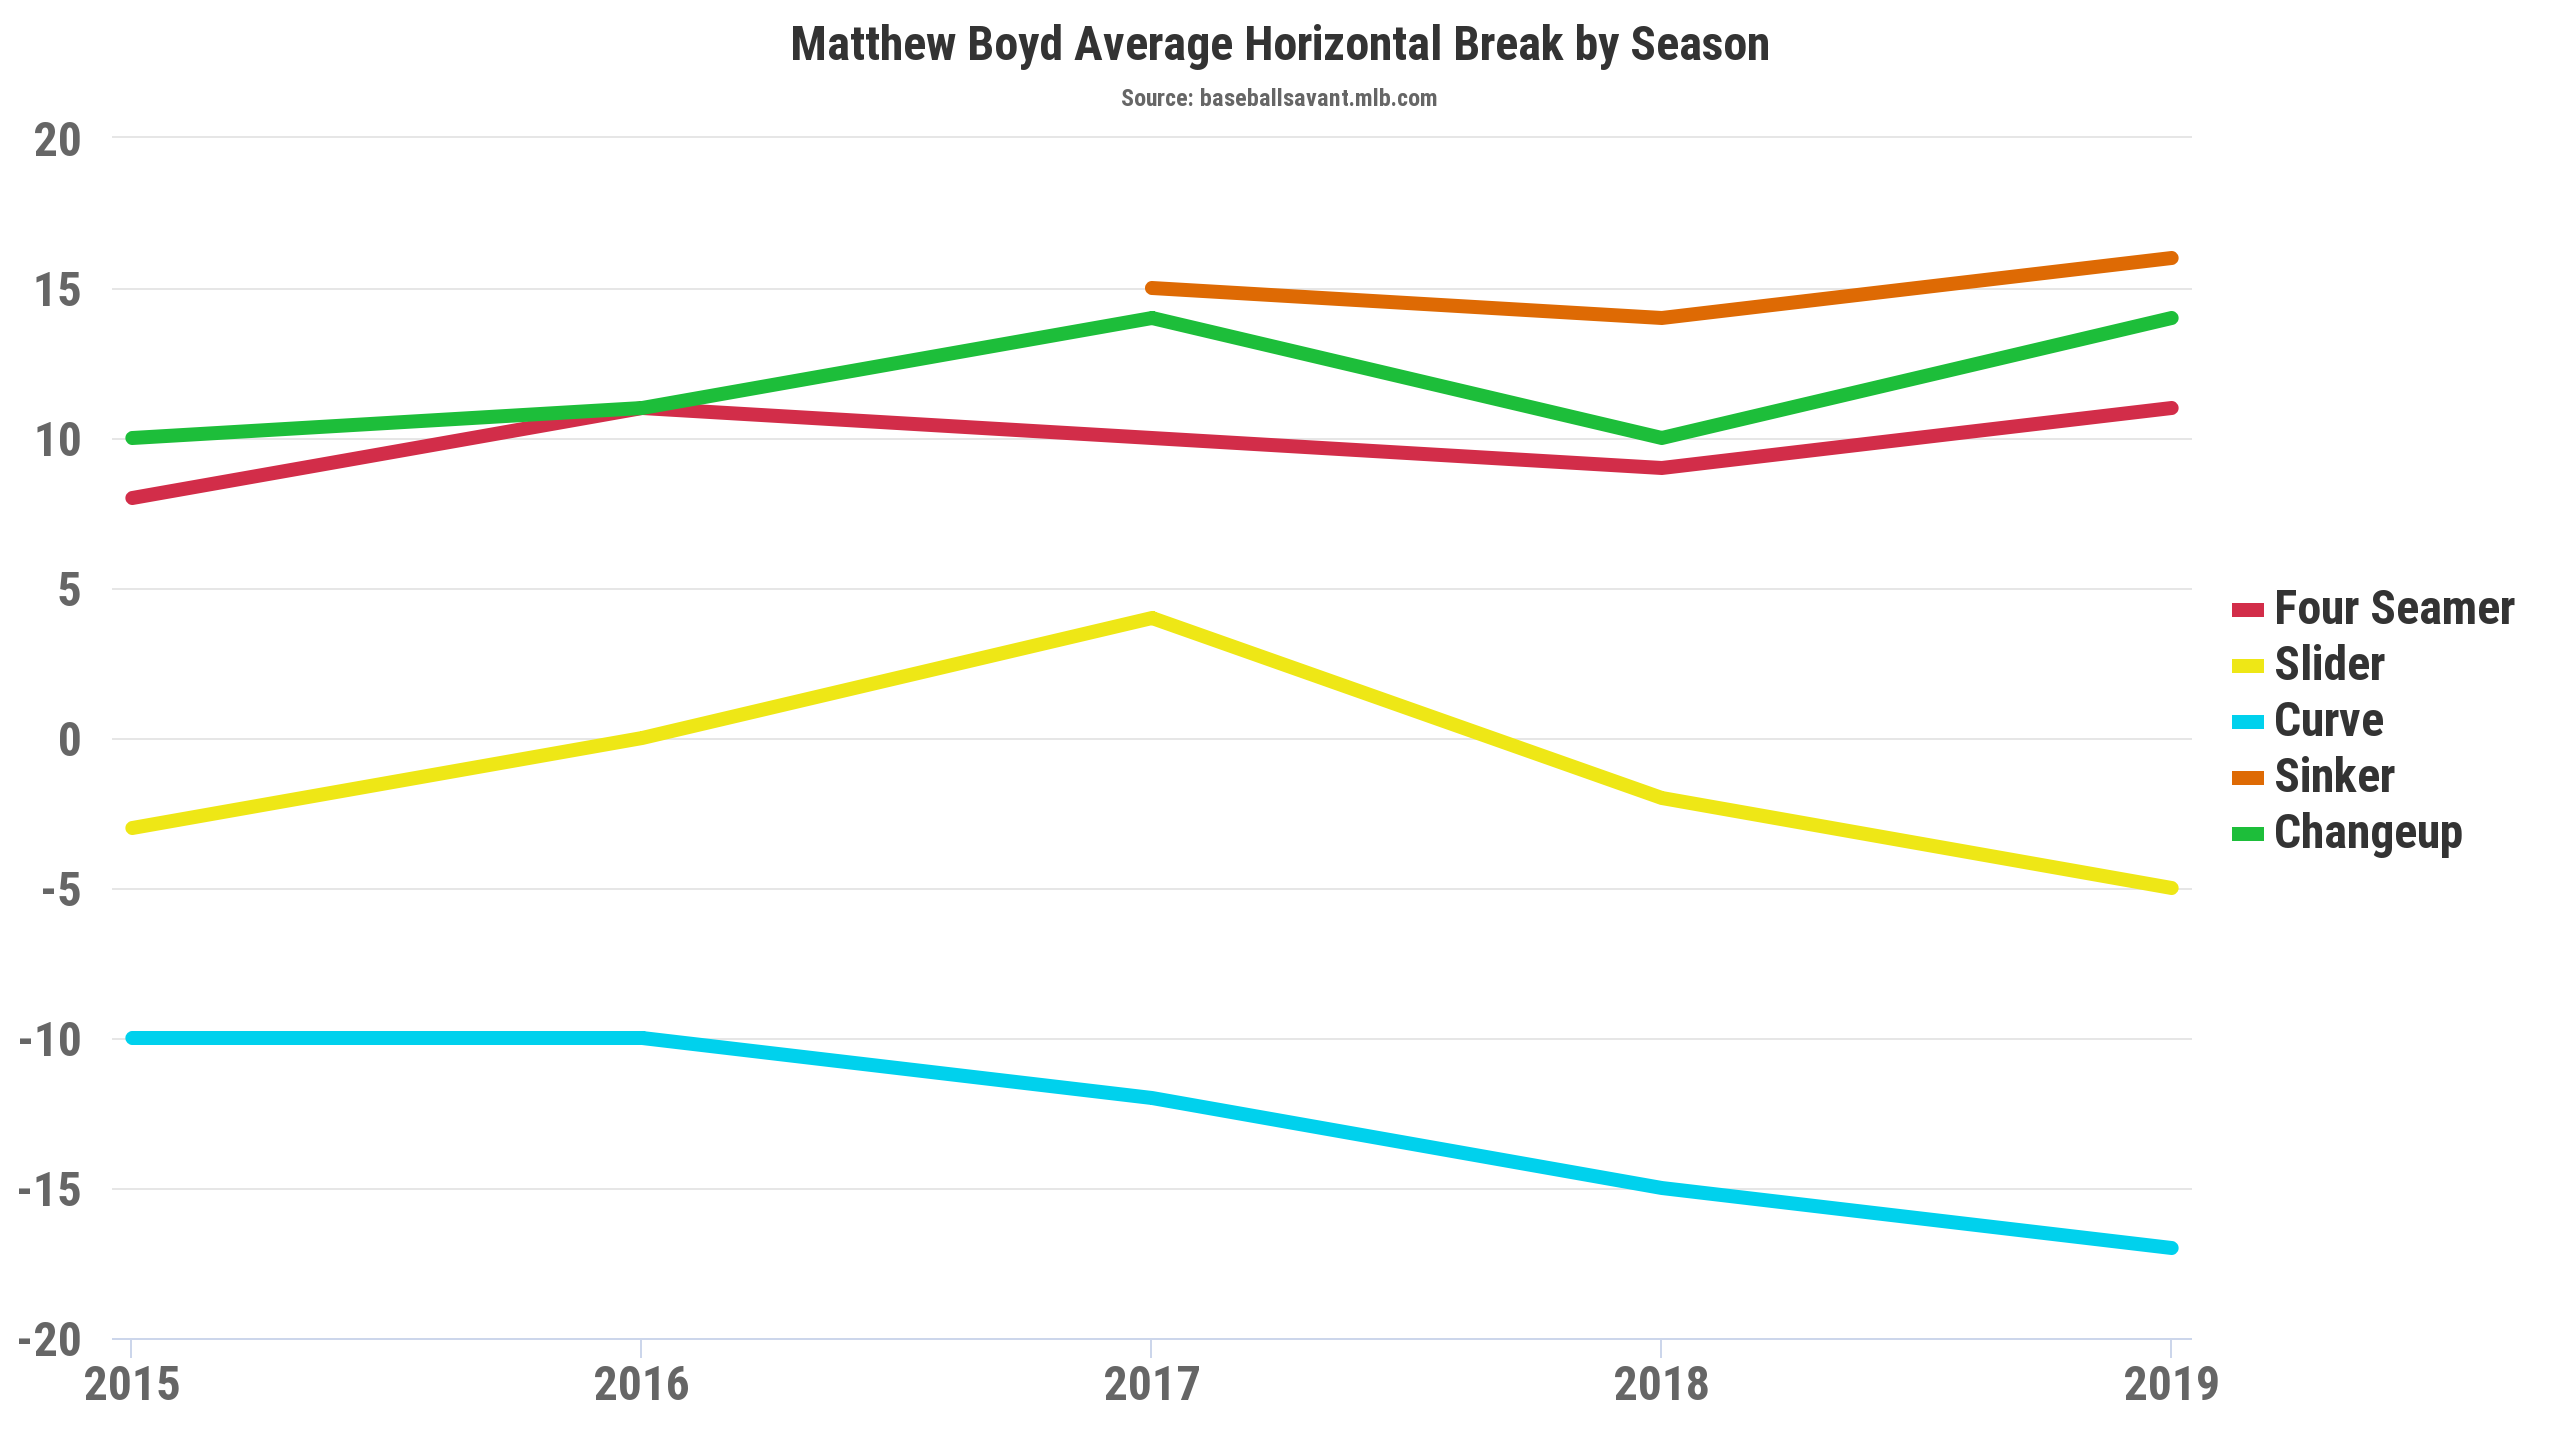 Matthew Boyd Average Horizontal Break by Season
Source: baseballsavant.mlb.com
20
15
10
5
0
-5
-10
-15
-20
2015 2016 2017 2018 2019
Four Seamer
Slider
Curve
Sinker
Changeup